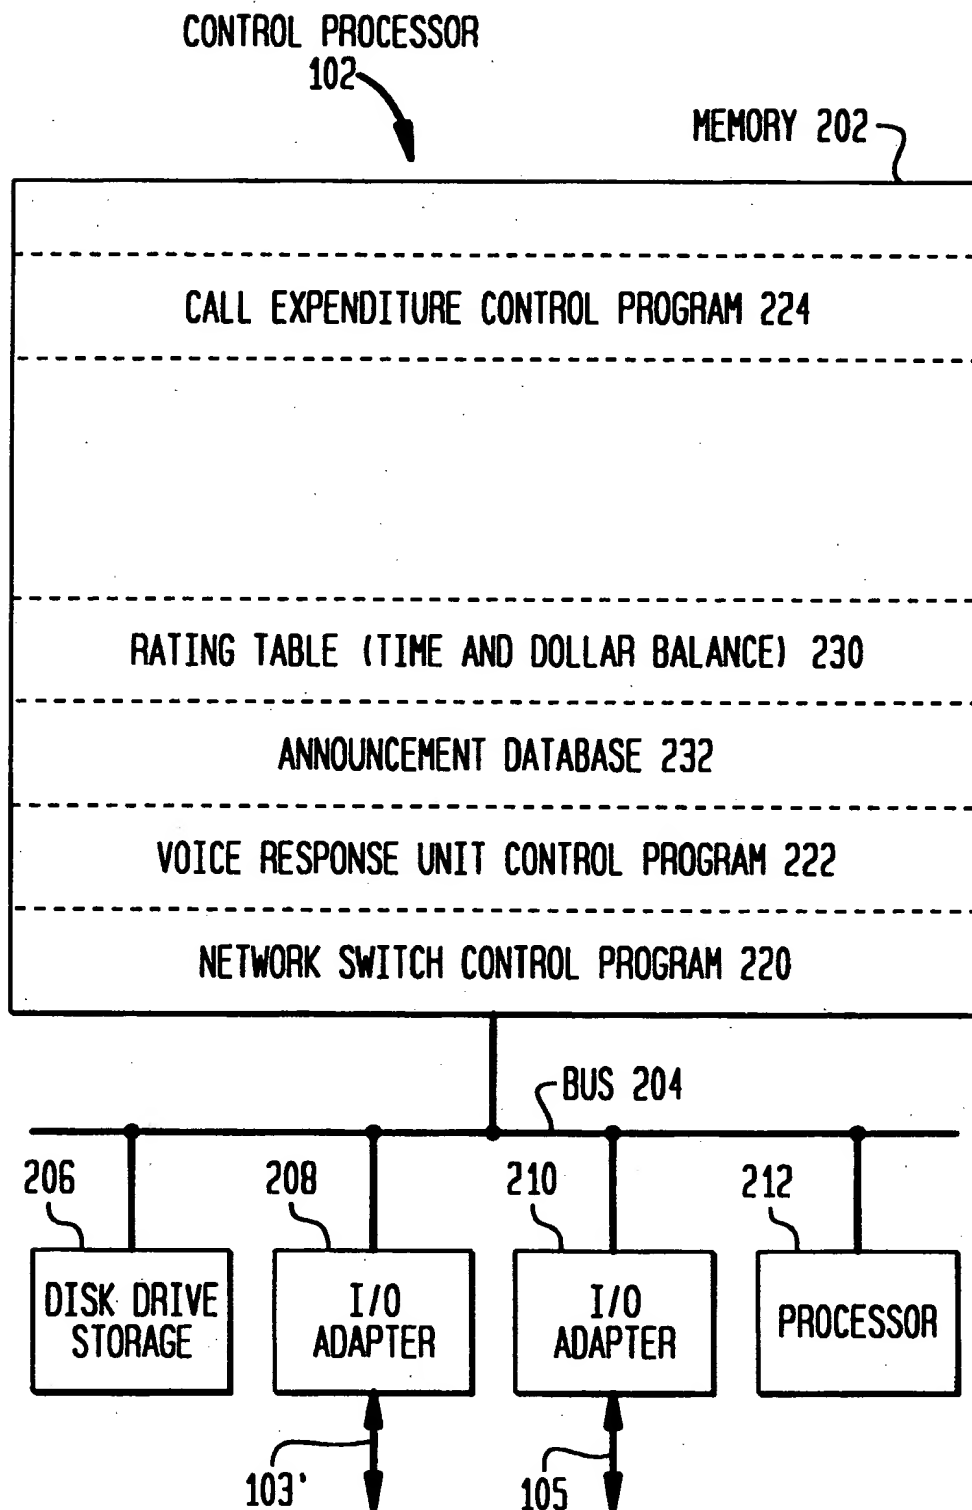 CONTROL PROCESSOR
102
MEMORY 202
CALL EXPENDITURE CONTROL PROGRAM 224
RATING TABLE (TIME AND DOLLAR BALANCE) 230
ANNOUNCEMENT DATABASE 232
VOICE RESPONSE UNIT CONTROL PROGRAM 222
NETWORK SWITCH CONTROL PROGRAM 220
BUS 204
206
208
210
212
DISK DRIVE
STORAGE
I/O
ADAPTER
I/O
ADAPTER
PROCESSOR
103'
105